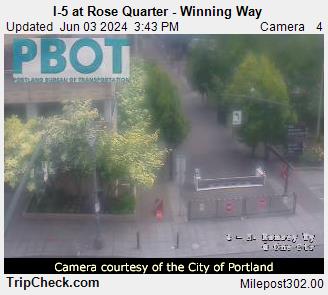 I-5 at Rose Quarter - Winning Way
Updated Jun 03 2024 3:43 PM Camera 4
PBOT
PORTLAND BUREAU OF TRANSPORTATION
Camera courtesy of the City of Portland
TripCheck.com Milepost302.00